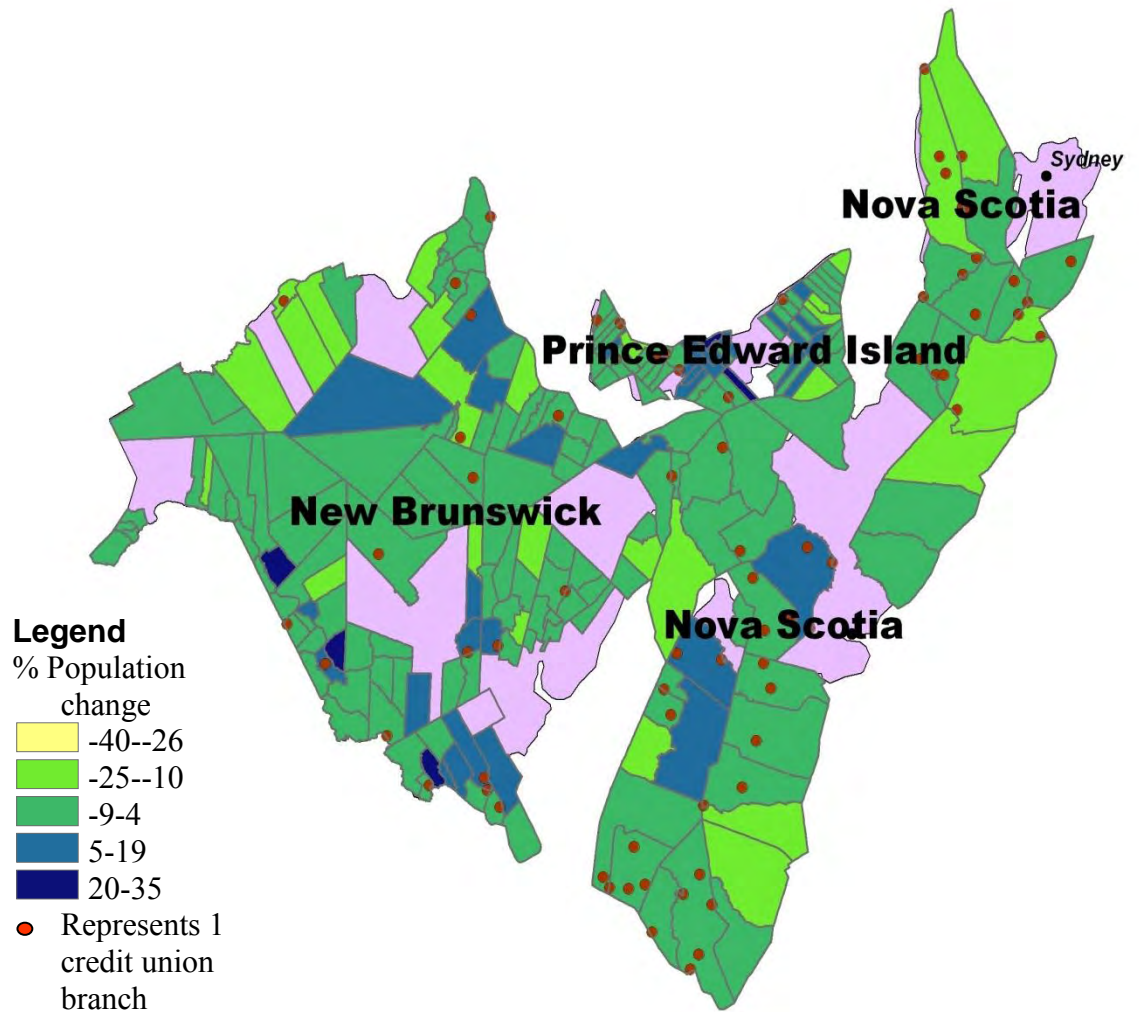 Sydney
Nova Scotia
Prince Edward Island
New Brunswick
Nova Scotia
Legend
% Population
change
-40--26
-25--10
-9-4
5-19
20-35
Represents 1
credit union
branch